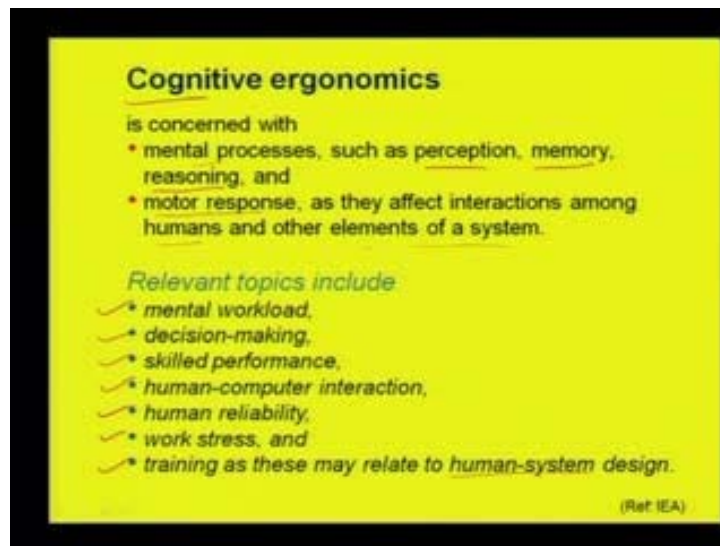 Cognitive ergonomics
is concerned with
• mental processes, such as perception, memory,
reasoning, and
• motor response, as they affect interactions among
humans and other elements of a system.
Relevant topics include
• mental workload,
• decision-making,
• skilled performance,
• human-computer interaction,
• human reliability,
• work stress, and
• training as these may relate to human-system design.
(Ref: IEA)